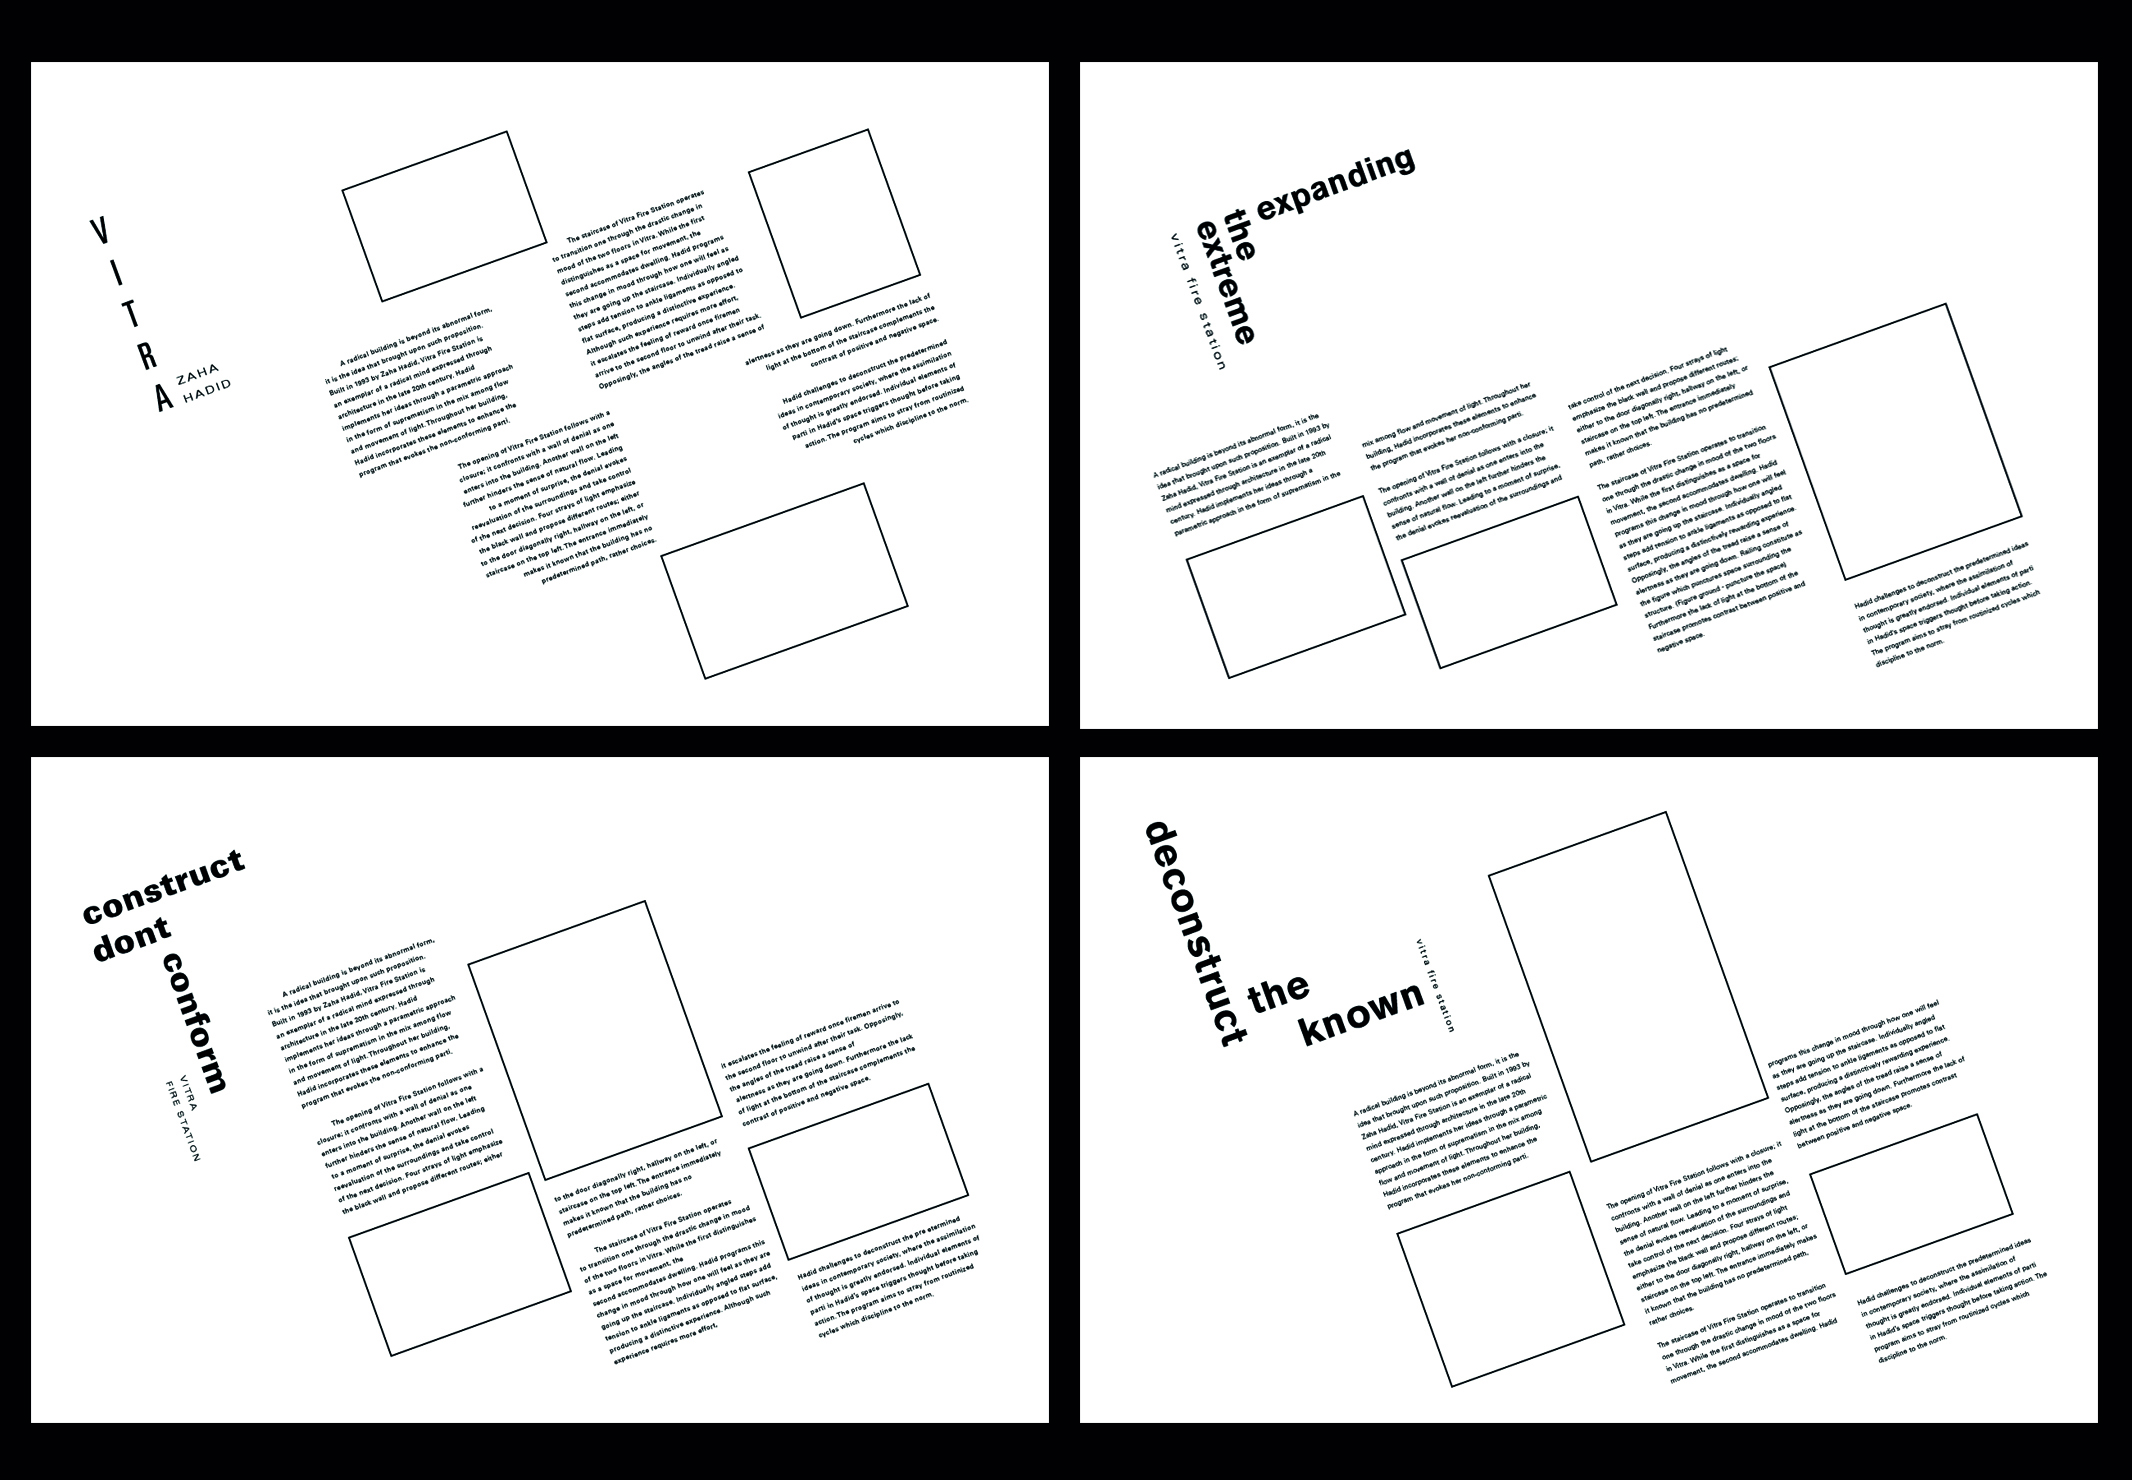 VITRA
ZAHA
HADID
A radical building is beyond its abnormal form,
it is the idea that brought upon such proposition.
Built in 1993 by Zaha Hadid, Vitra Fire Station is
an exemplar of a radical mind expressed through
architecture in the late 20th century. Hadid
implements her ideas through a parametric approach
in the form of suprematism in the mix among flow
and movement of light. Throughout her building,
Hadid incorporates these elements to enhance the
program that evokes the non-conforming parti.
The opening of Vitra Fire Station follows with a
closure; it confronts with a wall of denial as one
enters into the building. Another wall on the left
further hinders the sense of natural flow. Leading
to a moment of surprise, the denial evokes
reevaluation of the surroundings and take control
of the next decision. Four strays of light emphasize
the black wall and propose different routes; either
to the door diagonally right, hallway on the left, or
staircase on the top left. The entrance immediately
makes it known that the building has no
predetermined path, rather choices.
The staircase of Vitra Fire Station operates
to transition one through the drastic change in
mood of the two floors in Vitra. While the first
distinguishes as a space for movement, the
second accommodates dwelling. Hadid programs
this change in mood through how one will feel as
they are going up the staircase. Individually angled
steps add tension to ankle ligaments as opposed to
flat surface, producing a distinctive experience.
Although such experience requires more effort,
it escalates the feeling of reward once firemen
arrive to the second floor to unwind after their task.
Opposingly, the angles of the tread raise a sense of
alertness as they are going down. Furthermore the lack of
light at the bottom of the staircase complements the
contrast of positive and negative space.
Hadid challenges to deconstruct the predetermined
ideas in contemporary society, where the assimilation
of thought is greatly endorsed. Individual elements of
parti in Hadid's space triggers thought before taking
action. The program aims to stray from routinized
cycles which discipline to the norm.
expanding
the
extreme
vitra fire station
A radical building is beyond its abnormal form, it is the
idea that brought upon such proposition. Built in 1993 by
Zaha Hadid, Vitra Fire Station is an exemplar of a radical
mind expressed through architecture in the late 20th
century. Hadid implements her ideas through a
parametric approach in the form of suprematism in the
mix among flow and movement of light. Throughout her
building, Hadid incorporates these elements to enhance
the program that evokes her non-conforming parti.
The opening of Vitra Fire Station follows with a closure; it
confronts with a wall of denial as one enters into the
building. Another wall on the left further hinders the
sense of natural flow. Leading to a moment of surprise,
the denial evokes reevaluation of the surroundings and
take control of the next decision. Four strays of light
emphasize the black wall and propose different routes;
either to the door diagonally right, hallway on the left, or
staircase on the top left. The entrance immediately
makes it known that the building has no predetermined
path, rather choices.
The staircase of Vitra Fire Station operates to transition
one through the drastic change in mood of the two floors
in Vitra. While the first distinguishes as a space for
movement, the second accommodates dwelling. Hadid
programs this change in mood through how one will feel
as they are going up the staircase. Individually angled
steps add tension to ankle ligaments as opposed to flat
surface, producing a distinctively rewarding experience.
Opposingly, the angles of the tread raise a sense of
alertness as they are going down. Railing constitute as
the figure which punctures space surrounding the
structure. (Figure ground - puncture the space)
Furthermore the lack of light at the bottom of the
staircase promotes contrast between positive and
negative space.
Hadid challenges to deconstruct the predetermined ideas
in contemporary society, where the assimilation of
thought is greatly endorsed. Individual elements of parti
in Hadid's space triggers thought before taking action.
The program aims to stray from routinized cycles which
discipline to the norm.
construct
dont
conform
VITRA
FIRE STATION
A radical building is beyond its abnormal form,
it is the idea that brought upon such proposition.
Built in 1993 by Zaha Hadid, Vitra Fire Station is
an exemplar of a radical mind expressed through
architecture in the late 20th century. Hadid
implements her ideas through a parametric approach
in the form of suprematism in the mix among flow
and movement of light. Throughout her building,
Hadid incorporates these elements to enhance the
program that evokes the non-conforming parti.
The opening of Vitra Fire Station follows with a
closure; it confronts with a wall of denial as one
enters into the building. Another wall on the left
further hinders the sense of natural flow. Leading
to a moment of surprise, the denial evokes
reevaluation of the surroundings and take control
of the next decision. Four strays of light emphasize
the black wall and propose different routes; either
to the door diagonally right, hallway on the left, or
staircase on the top left. The entrance immediately
makes it known that the building has no
predetermined path, rather choices.
The staircase of Vitra Fire Station operates
to transition one through the drastic change in mood
of the two floors in Vitra. While the first distinguishes
as a space for movement, the
second accommodates dwelling. Hadid programs this
change in mood through how one will feel as they are
going up the staircase. Individually angled steps add
tension to ankle ligaments as opposed to flat surface,
producing a distinctive experience. Although such
experience requires more effort,
it escalates the feeling of reward once firemen arrive to
the second floor to unwind after their task. Opposingly,
the angles of the tread raise a sense of
alertness as they are going down. Furthermore the lack
of light at the bottom of the staircase complements the
contrast of positive and negative space.
Hadid challenges to deconstruct the pre etermined
ideas in contemporary society, where the assimilation
of thought is greatly endorsed. Individual elements of
parti in Hadid's space triggers thought before taking
action. The program aims to stray from routinized
cycles which discipline to the norm.
deconstruct
the
known
vitra fire station
A radical building is beyond its abnormal form, it is the
idea that brought upon such proposition. Built in 1993 by
Zaha Hadid, Vitra Fire Station is an exemplar of a radical
mind expressed through architecture in the late 20th
century. Hadid implements her ideas through a parametric
approach in the form of suprematism in the mix among
flow and movement of light. Throughout her building,
Hadid incorporates these elements to enhance the
program that evokes her non-conforming parti.
The opening of Vitra Fire Station follows with a closure; it
confronts with a wall of denial as one enters into the
building. Another wall on the left further hinders the
sense of natural flow. Leading to a moment of surprise,
the denial evokes reevaluation of the surroundings and
take control of the next decision. Four strays of light
emphasize the black wall and propose different routes;
either to the door diagonally right, hallway on the left, or
staircase on the top left. The entrance immediately makes
it known that the building has no predetermined path,
rather choices.
The staircase of Vitra Fire Station operates to transition
one through the drastic change in mood of the two floors
in Vitra. While the first distinguishes as a space for
movement, the second accommodates dwelling. Hadid
programs this change in mood through how one will feel
as they are going up the staircase. Individually angled
steps add tension to ankle ligaments as opposed to flat
surface, producing a distinctively rewarding experience.
Opposingly, the angles of the tread raise a sense of
alertness as they are going down. Furthermore the lack of
light at the bottom of the staircase promotes contrast
between positive and negative space.
Hadid challenges to deconstruct the predetermined ideas
in contemporary society, where the assimilation of
thought is greatly endorsed. Individual elements of parti
in Hadid's space triggers thought before taking action. The
program aims to stray from routinized cycles which
discipline to the norm.